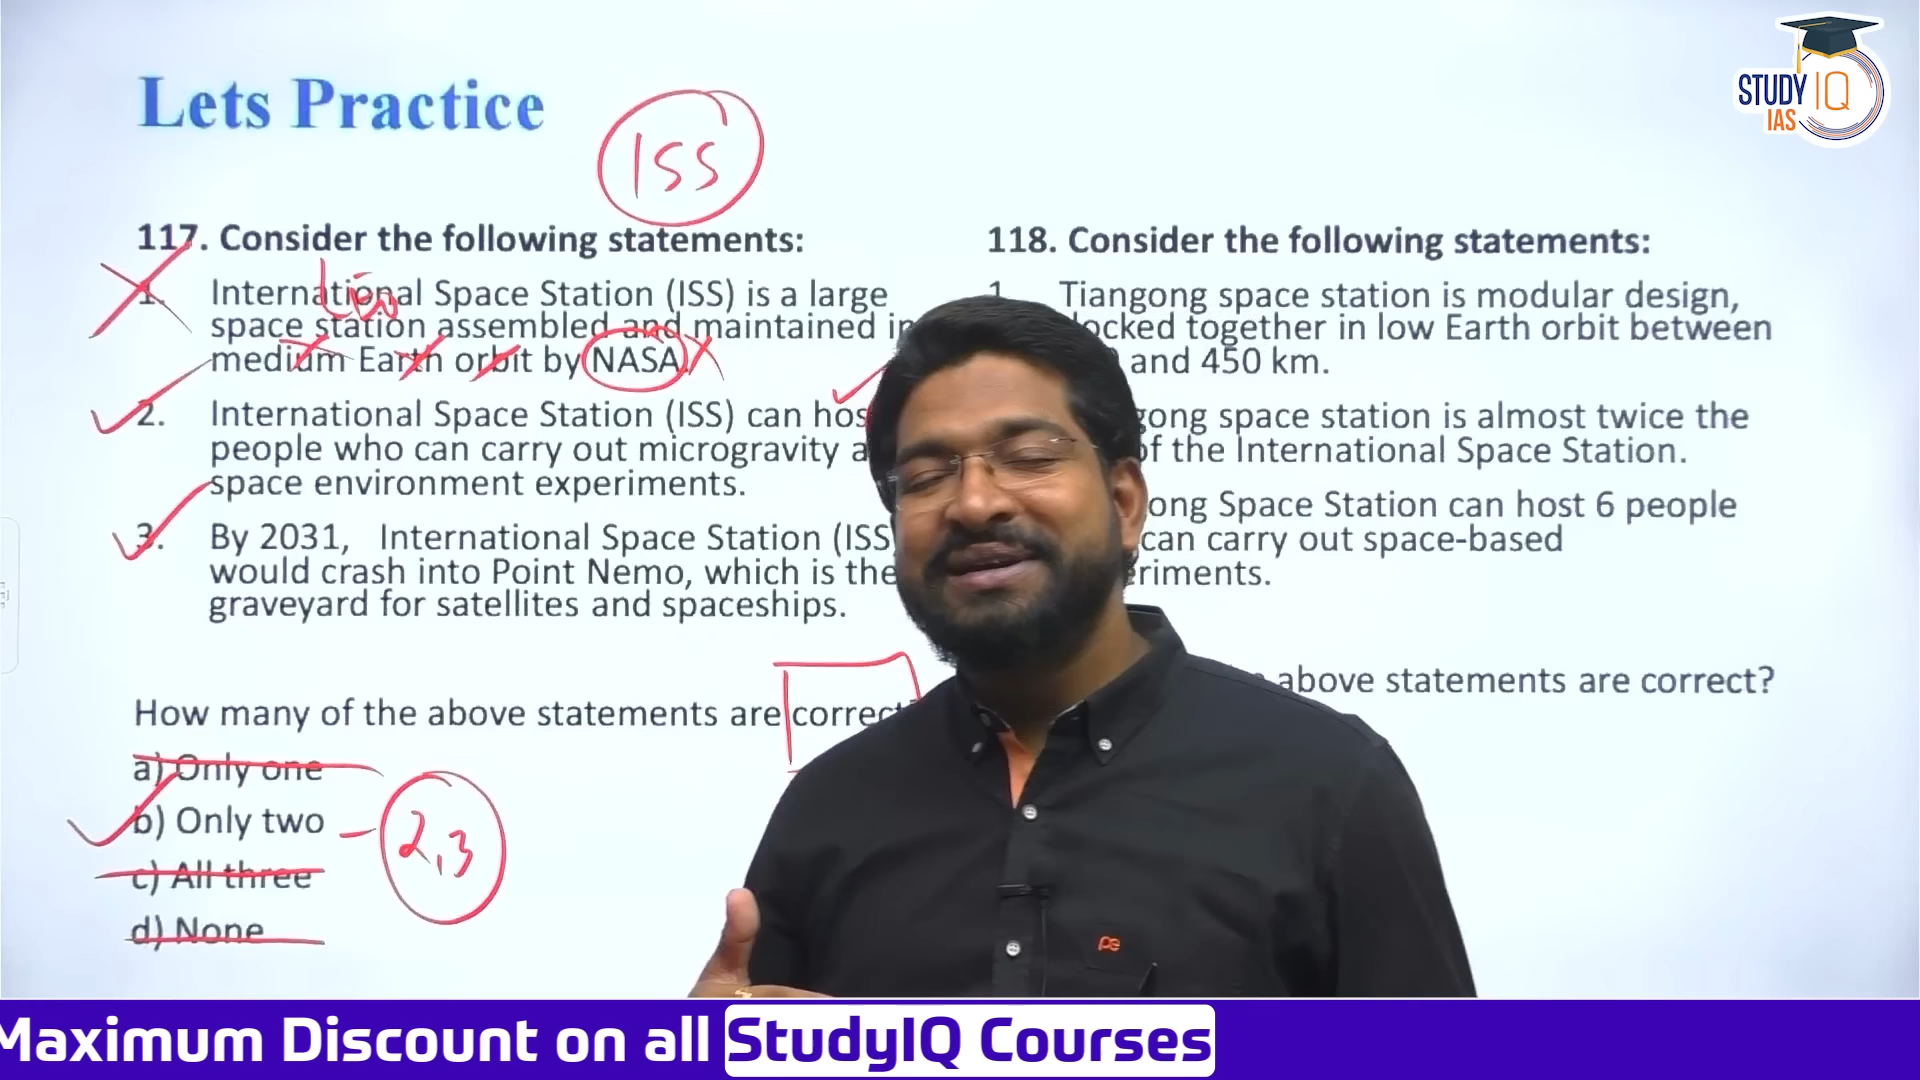 Lets Practice
ISS
STUDY IQ
IAS
117. Consider the following statements:
1. International Space Station (ISS) is a large
space station assembled and maintained in
medium Earth orbit by NASA.
Leo
2. International Space Station (ISS) can
people who can carry out microgravity
space environment experiments.
3. By 2031, International Space Station (ISS
would crash into Point Nemo, which is the
graveyard for satellites and spaceships.
How many of the above statements are correct
a) Only one
b) Only two
2,3
c) All three
d) None
118. Consider the following statements:
1. Tiangong space station is modular design,
together in low Earth orbit between
and 450 km.
space station is almost twice the
of the International Space Station.
Space Station can host 6 people
can carry out space-based
above statements are correct?
pe
Maximum Discount on all StudyIQ Courses